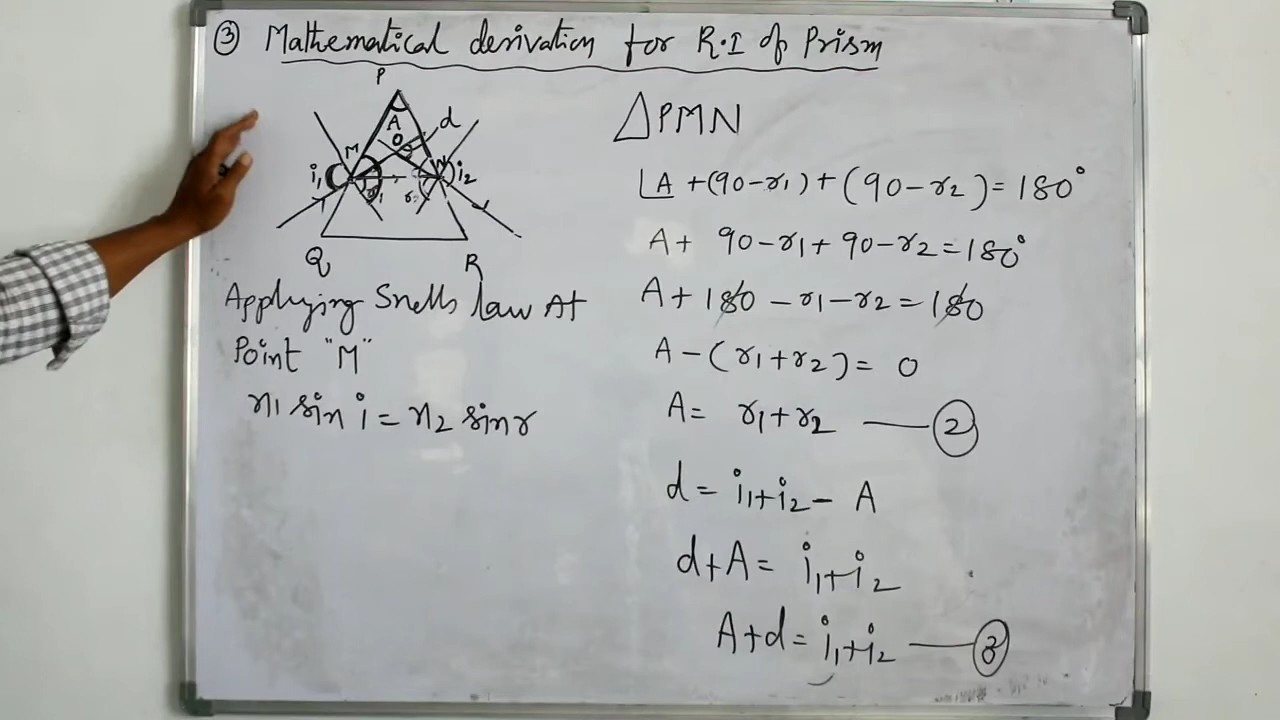 ③ Mathematical derivation for R.I of Prism
P
A
d
O
M
N
i₁
i₂
r₁
r₂
Q
R
Applying Snells law At
Point "M"
n₁ sin i = n₂ sin r
△PMN
∠A + (90-r₁) + (90-r₂) = 180°
A + 90-r₁ + 90-r₂ = 180°
A + 180 - r₁ - r₂ = 180
A - (r₁+r₂) = 0
A = r₁+r₂ — ②
d = i₁+i₂ - A
d+A = i₁+i₂
A+d = i₁+i₂ — ③